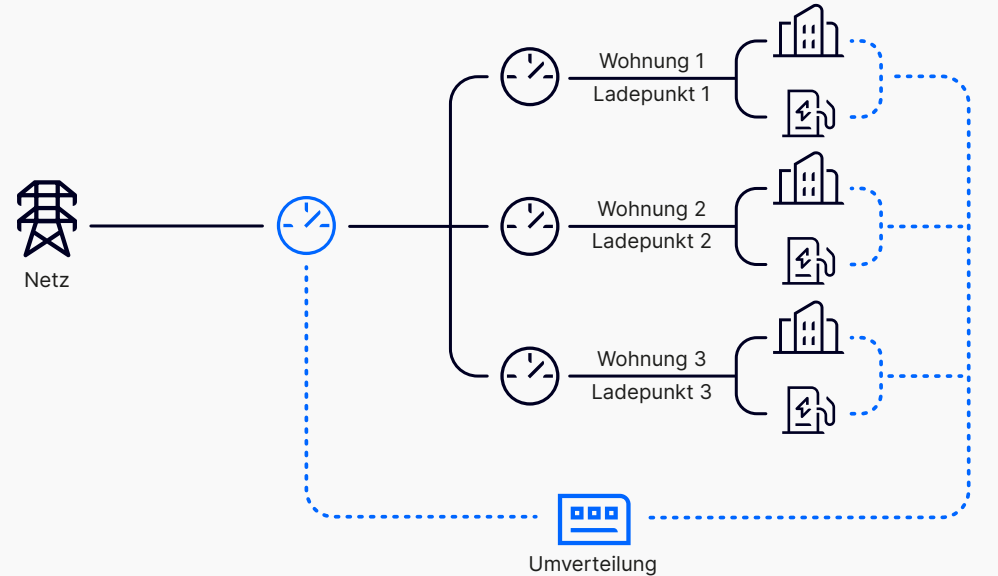 Wohnung 1
Ladepunkt 1
Wohnung 2
Ladepunkt 2
Netz
Wohnung 3
Ladepunkt 3
Umverteilung